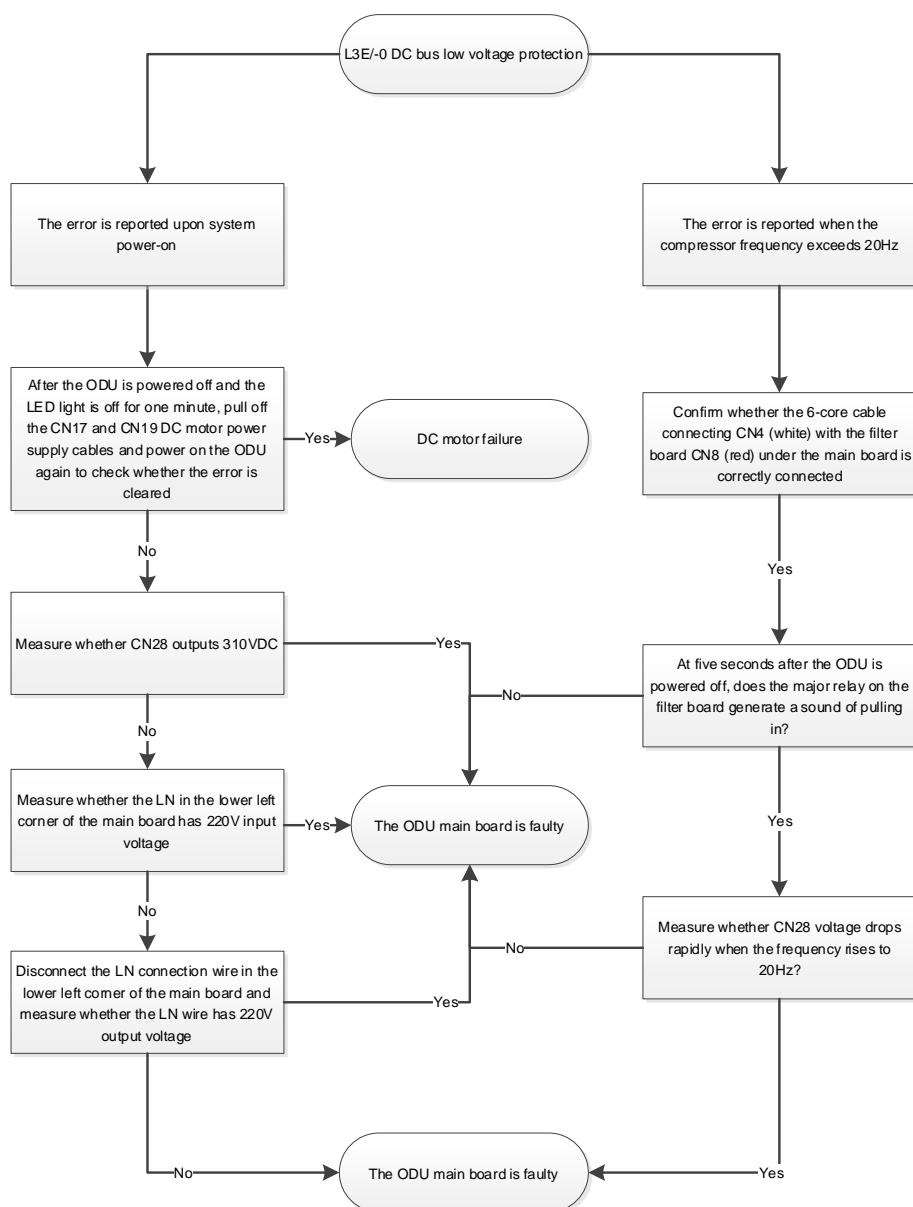 L3E/-0 DC bus low voltage protection
The error is reported upon system
power-on
The error is reported when the
compressor frequency exceeds 20Hz
After the ODU is powered off and the
LED light is off for one minute, pull off
the CN17 and CN19 DC motor power
supply cables and power on the ODU
again to check whether the error is
cleared
Yes
DC motor failure
Confirm whether the 6-core cable
connecting CN4 (white) with the filter
board CN8 (red) under the main board is
correctly connected
No
Yes
Measure whether CN28 outputs 310VDC
Yes
At five seconds after the ODU is
powered off, does the major relay on the
filter board generate a sound of pulling
in?
No
No
Measure whether the LN in the lower left
corner of the main board has 220V input
voltage
Yes
The ODU main board is faulty
Yes
No
Measure whether CN28 voltage drops
rapidly when the frequency rises to
20Hz?
No
Disconnect the LN connection wire in the
lower left corner of the main board and
measure whether the LN wire has 220V
output voltage
Yes
No
The ODU main board is faulty
Yes